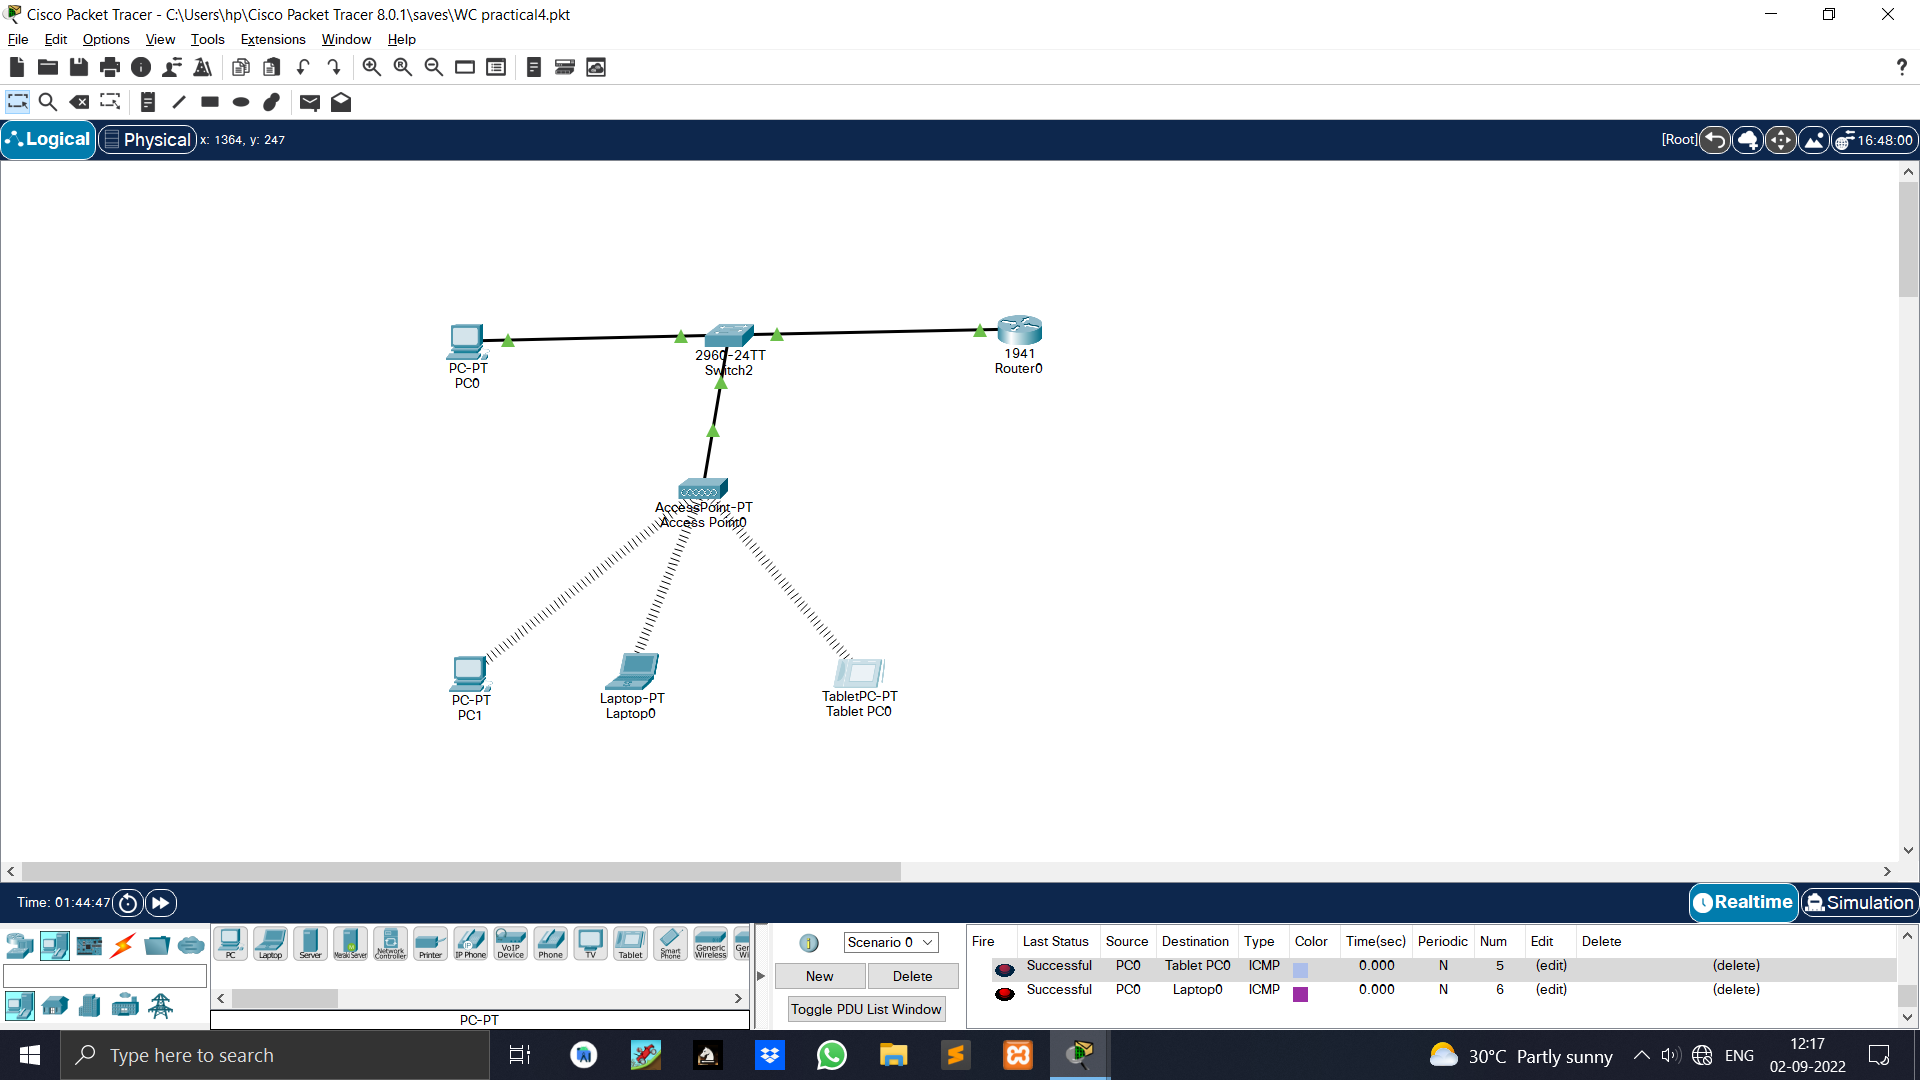 Cisco Packet Tracer - C:\Users\hp\Cisco Packet Tracer 8.0.1\saves\WC practical4.pkt
File Edit Options View Tools Extensions Window Help
?
Logical Physical x: 1364, y: 247 [Root] 16:48:00
PC-PT
PC0
2960-24TT
Switch2
1941
Router0
AccessPoint-PT
Access Point0
PC-PT
PC1
Laptop-PT
Laptop0
TabletPC-PT
Tablet PC0
Time: 01:44:47 Realtime Simulation
PC Laptop Server Meraki Server Network Controller Printer IP Phone VoIP Device Phone TV Tablet Smart Phone Generic Wireless
PC-PT
Scenario 0
New Delete
Toggle PDU List Window
Fire Last Status Source Destination Type Color Time(sec) Periodic Num Edit Delete
Successful PC0 Tablet PC0 ICMP 0.000 N 5 (edit) (delete)
Successful PC0 Laptop0 ICMP 0.000 N 6 (edit) (delete)
Type here to search
30°C Partly sunny ENG
12:17
02-09-2022